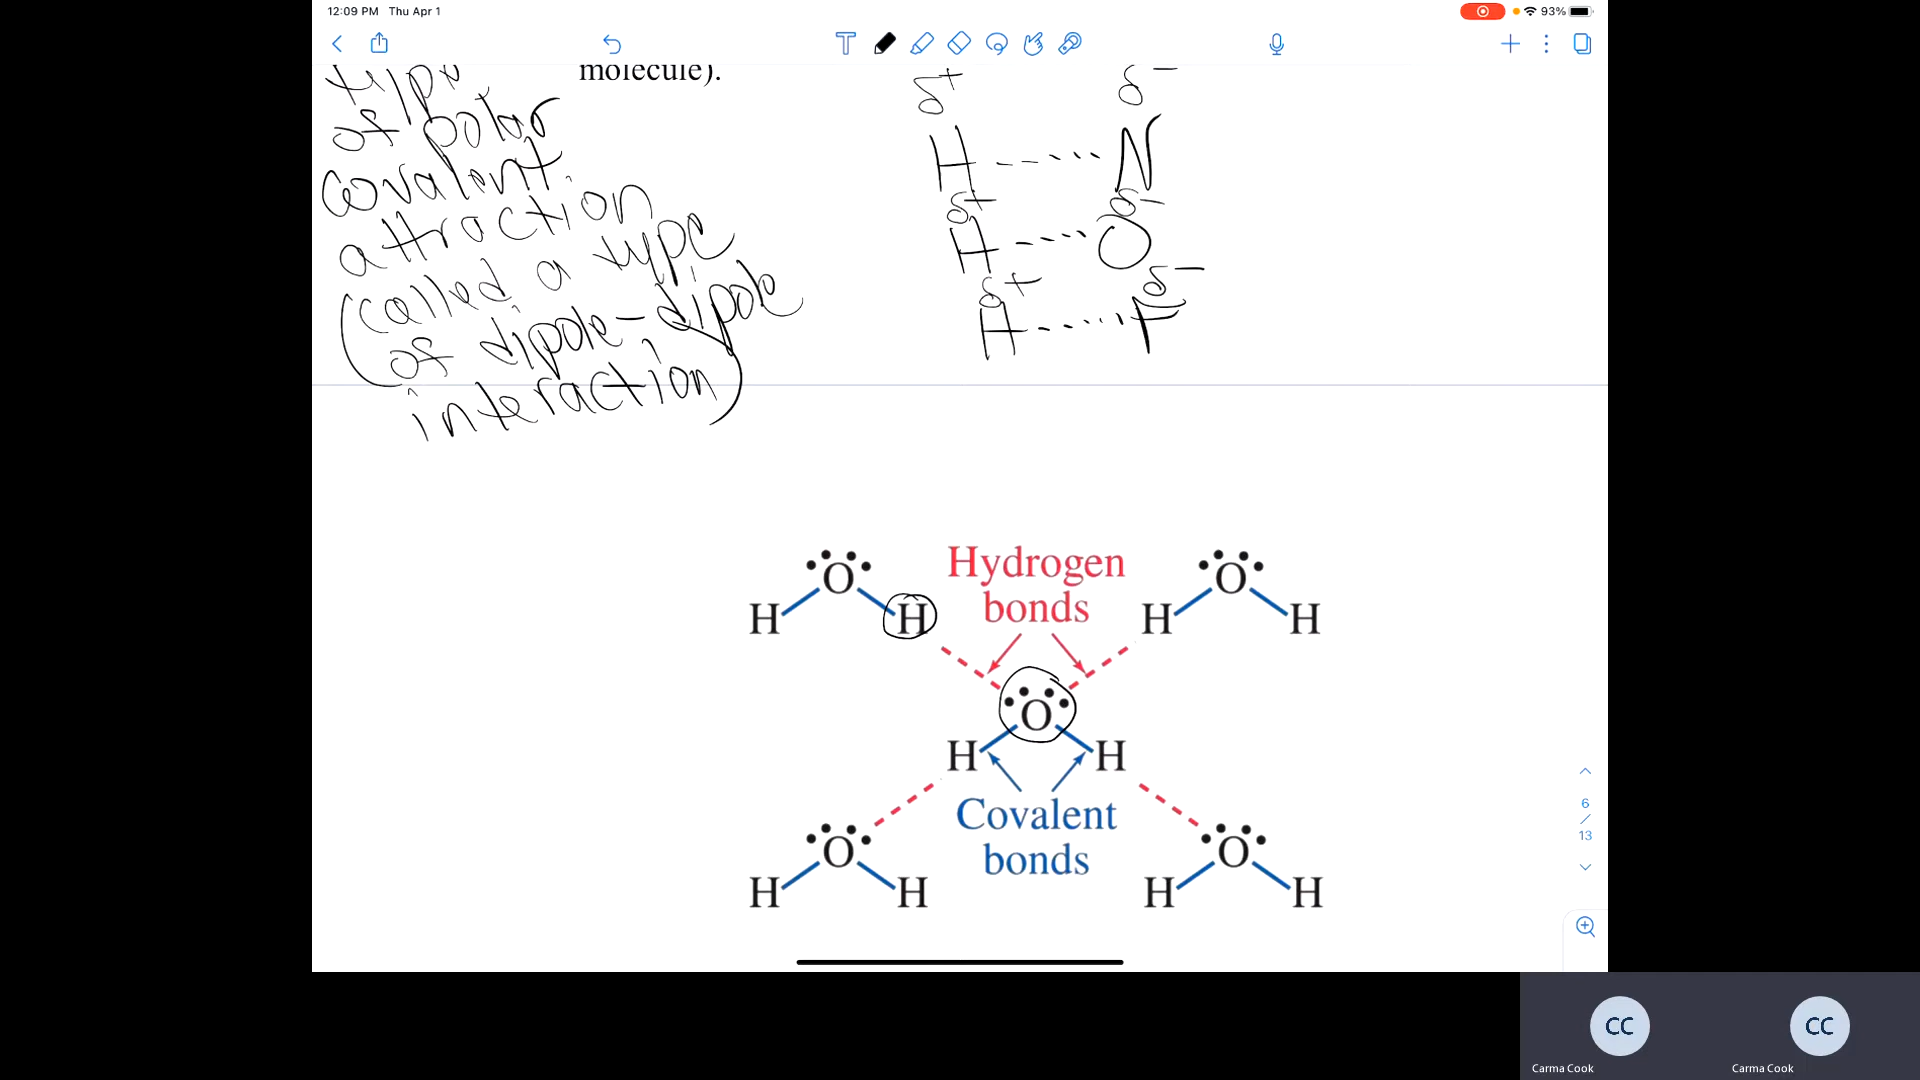 12:09 PM Thu Apr 1
93%
T
molecule).
type
of polar
covalent
attraction
(called a type
of dipole-dipole
interaction)
δ+ δ-
H N
δ+ δ-
H O
δ+ δ-
H F
O Hydrogen O
H H bonds H H
O
H H
O Covalent O
H H bonds H H
6
/
13
CC CC
Carma Cook Carma Cook